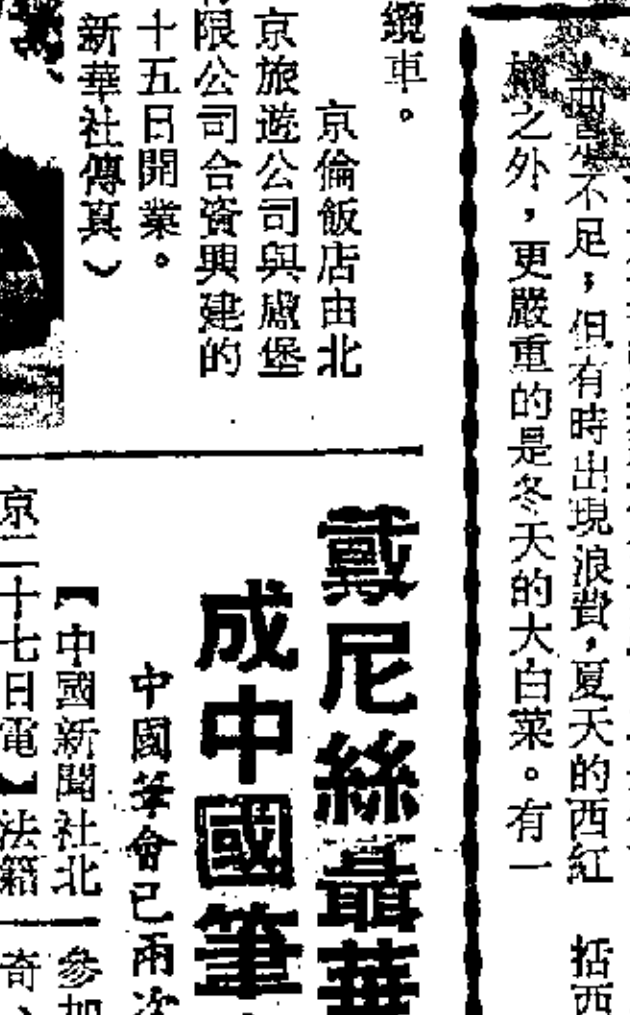 不足，但有時出現浪費，夏天的西紅
之外，更嚴重的是冬天的大白菜。有一
括西
纜車。
京倫飯店由北
京旅遊公司與盧堡
限公司合資興建的
十五日開業。
新華社傳真）
戴尼絲聶華
成中國筆
中國筆會已兩次
【中國新聞社北
京二十七日電】法籍
參加
奇、